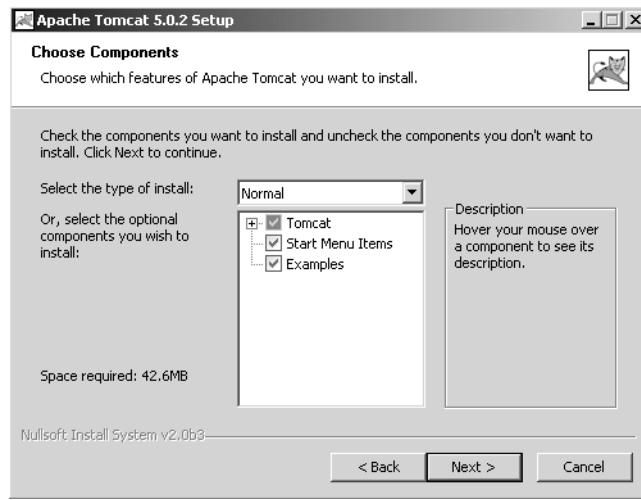 Apache Tomcat 5.0.2 Setup
Choose Components
Choose which features of Apache Tomcat you want to install.
Check the components you want to install and uncheck the components you don't want to
install. Click Next to continue.
Select the type of install:
Normal
Or, select the optional
components you wish to
install:
Tomcat
Start Menu Items
Examples
Description
Hover your mouse over
a component to see its
description.
Space required: 42.6MB
Nullsoft Install System v2.0b3
< Back
Next >
Cancel